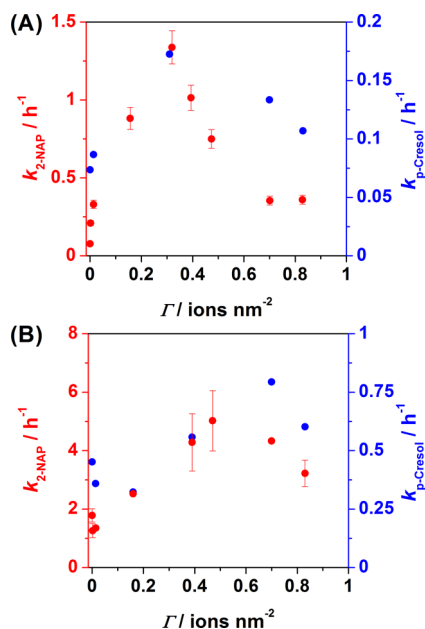 (A)
1.5
1
0.5
0
k2-NAP / h-1
0.2
0.15
0.1
0.05
0
kp-Cresol / h-1
0 0.2 0.4 0.6 0.8 1
Γ / ions nm-2
(B)
8
6
4
2
0
k2-NAP / h-1
1
0.75
0.5
0.25
0
kp-Cresol / h-1
0 0.2 0.4 0.6 0.8 1
Γ / ions nm-2